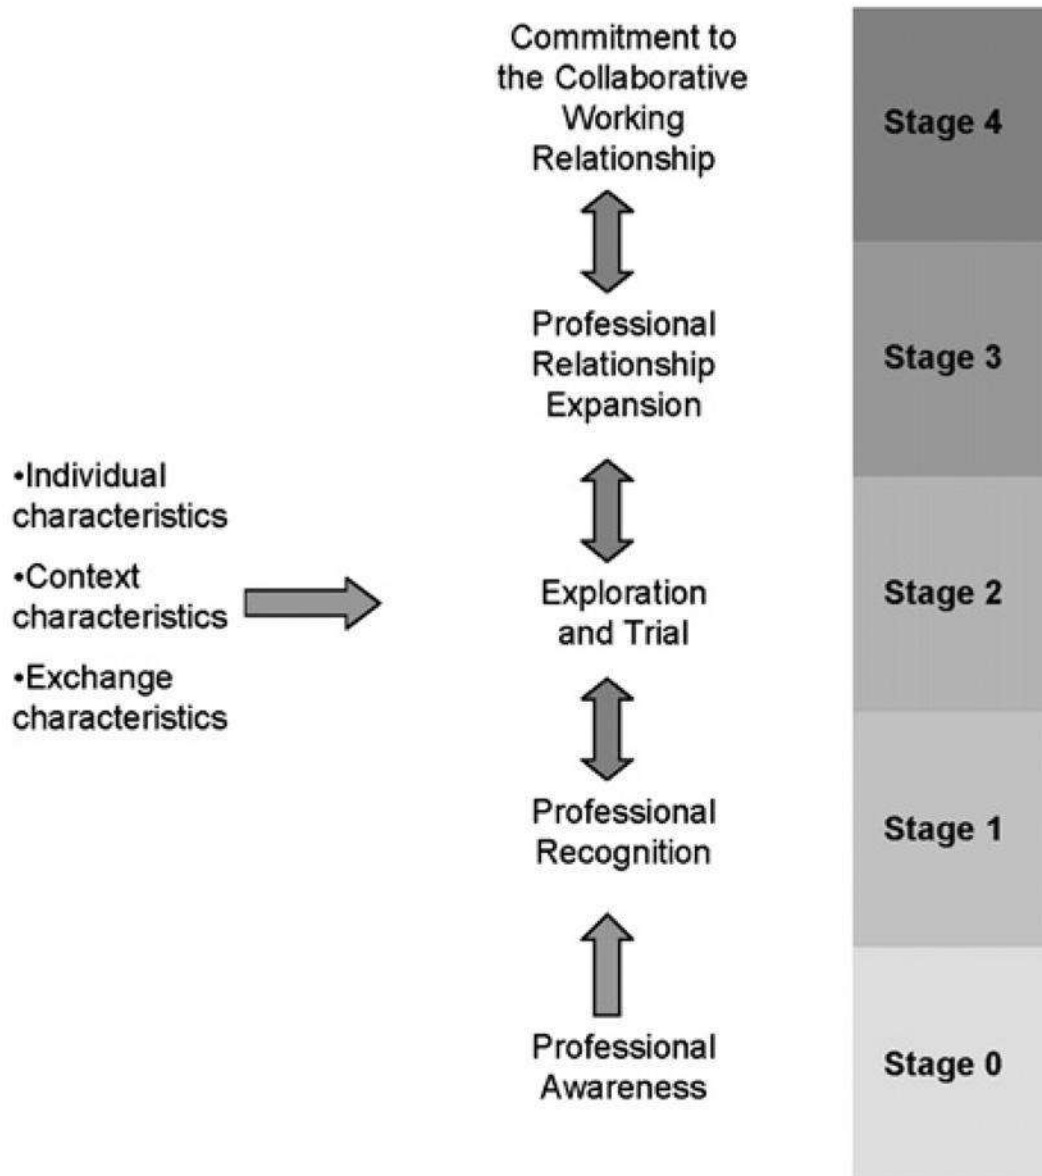 Commitment to
the Collaborative
Working
Relationship
Stage 4
Professional
Relationship
Expansion
Stage 3
•Individual
characteristics
•Context
characteristics
•Exchange
characteristics
Exploration
and Trial
Stage 2
Professional
Recognition
Stage 1
Professional
Awareness
Stage 0